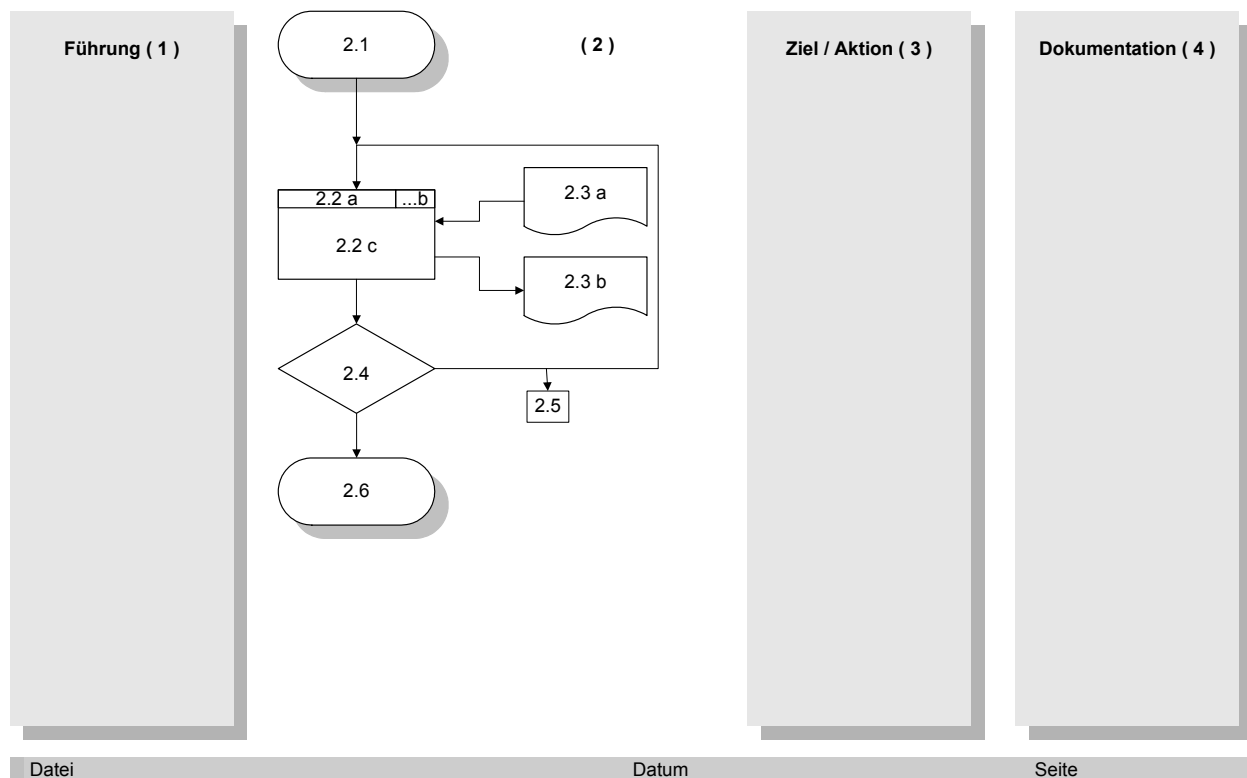 Führung ( 1 )
2.1
( 2 )
Ziel / Aktion ( 3 )
Dokumentation ( 4 )
2.2 a
...b
2.3 a
2.2 c
2.3 b
2.4
2.5
2.6
Datei
Datum
Seite